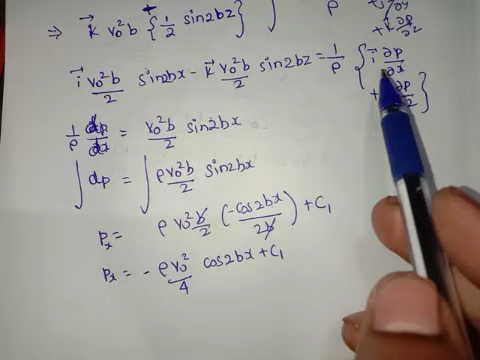 ⇒ k⃗ v₀²b {1/2 sin2bz}
ρ
∂y
+ k⃗ ∂p/∂z
i⃗ v₀²b/2 sin2bx - k⃗ v₀²b/2 sin2bz = 1/ρ { i⃗ ∂p/∂x
+ ∂p/∂z }
1/ρ dp/dx = v₀²b/2 sin2bx
∫ dp = ∫ ρv₀²b/2 sin2bx
pₓ = ρ v₀² b/2 (-cos2bx/2b) + C₁
pₓ = - ρv₀²/4 cos2bx + C₁